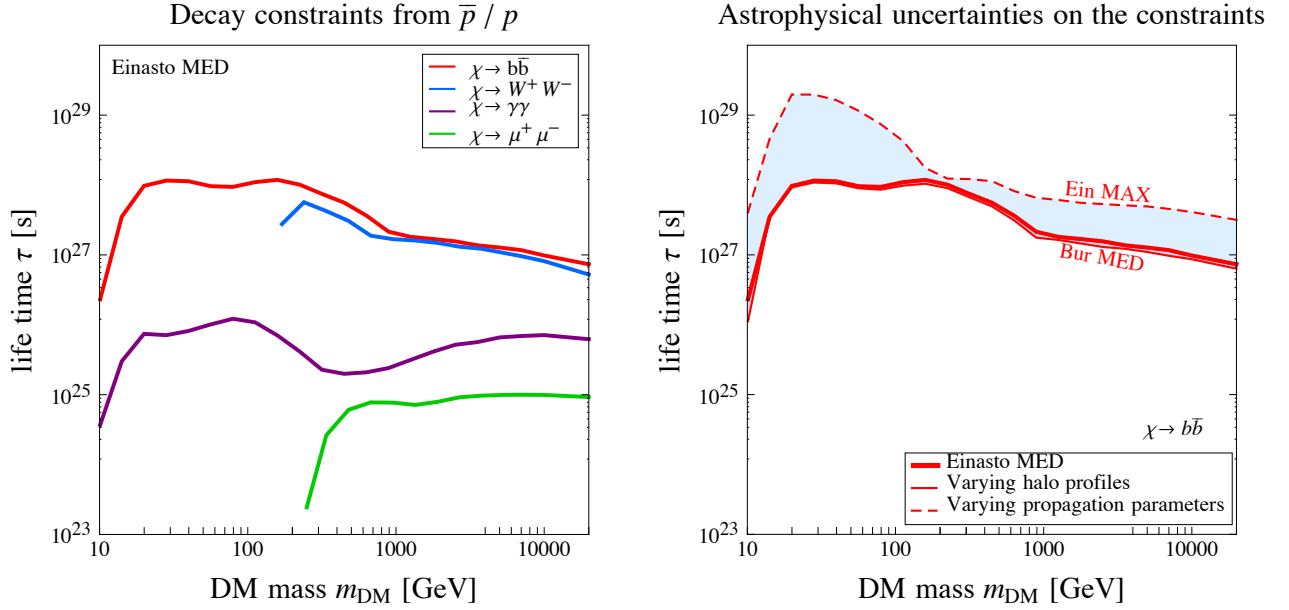 Decay constraints from p̅ / p
Einasto MED
χ→ bb̅
χ→ W⁺ W⁻
χ→ γγ
χ→ μ⁺ μ⁻
10²⁹
10²⁷
10²⁵
10²³
life time τ [s]
10 100 1000 10000
DM mass m_DM [GeV]
Astrophysical uncertainties on the constraints
Ein MAX
Bur MED
χ→ bb̅
Einasto MED
Varying halo profiles
Varying propagation parameters
10²⁹
10²⁷
10²⁵
10²³
life time τ [s]
10 100 1000 10000
DM mass m_DM [GeV]